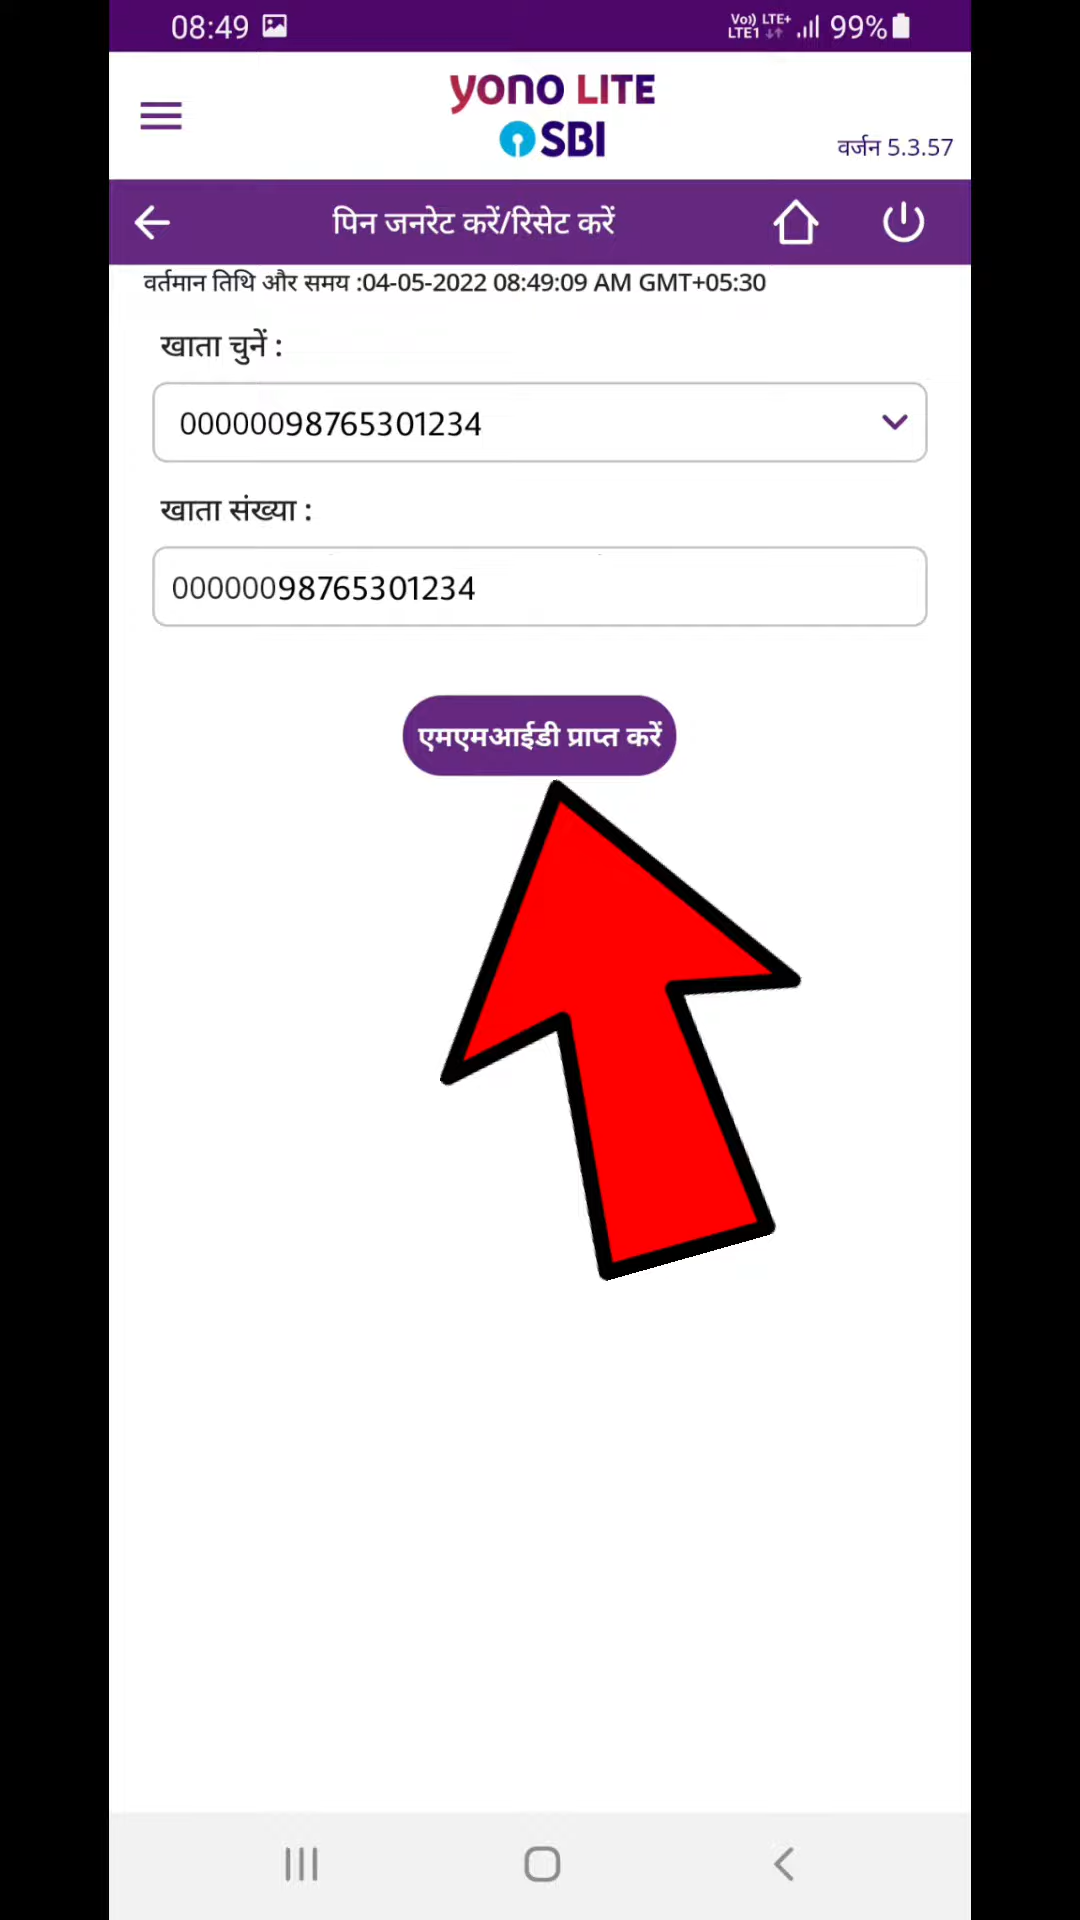 08:49 Vo)) LTE+ LTE1 99%
yono LITE
SBI
वर्जन 5.3.57
पिन जनरेट करें/रिसेट करें
वर्तमान तिथि और समय :04-05-2022 08:49:09 AM GMT+05:30
खाता चुनें :
00000098765301234
खाता संख्या :
00000098765301234
एमएमआईडी प्राप्त करें